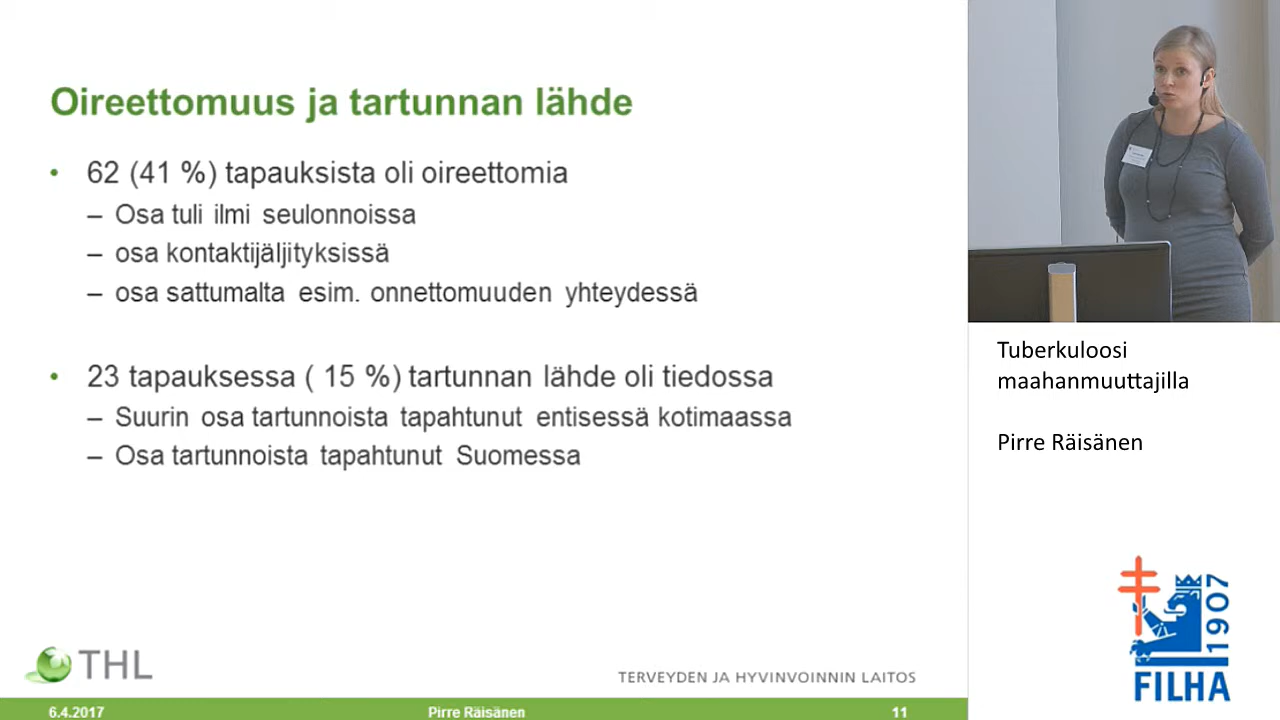 Oireettomuus ja tartunnan lähde
• 62 (41 %) tapauksista oli oireettomia
– Osa tuli ilmi seulonnoissa
– osa kontaktijäljityksissä
– osa sattumalta esim. onnettomuuden yhteydessä
• 23 tapauksessa ( 15 %) tartunnan lähde oli tiedossa
– Suurin osa tartunnoista tapahtunut entisessä kotimaassa
– Osa tartunnoista tapahtunut Suomessa
THL
TERVEYDEN JA HYVINVOINNIN LAITOS
6.4.2017
Pirre Räisänen
11
Tuberkuloosi
maahanmuuttajilla
Pirre Räisänen
1907
FILHA